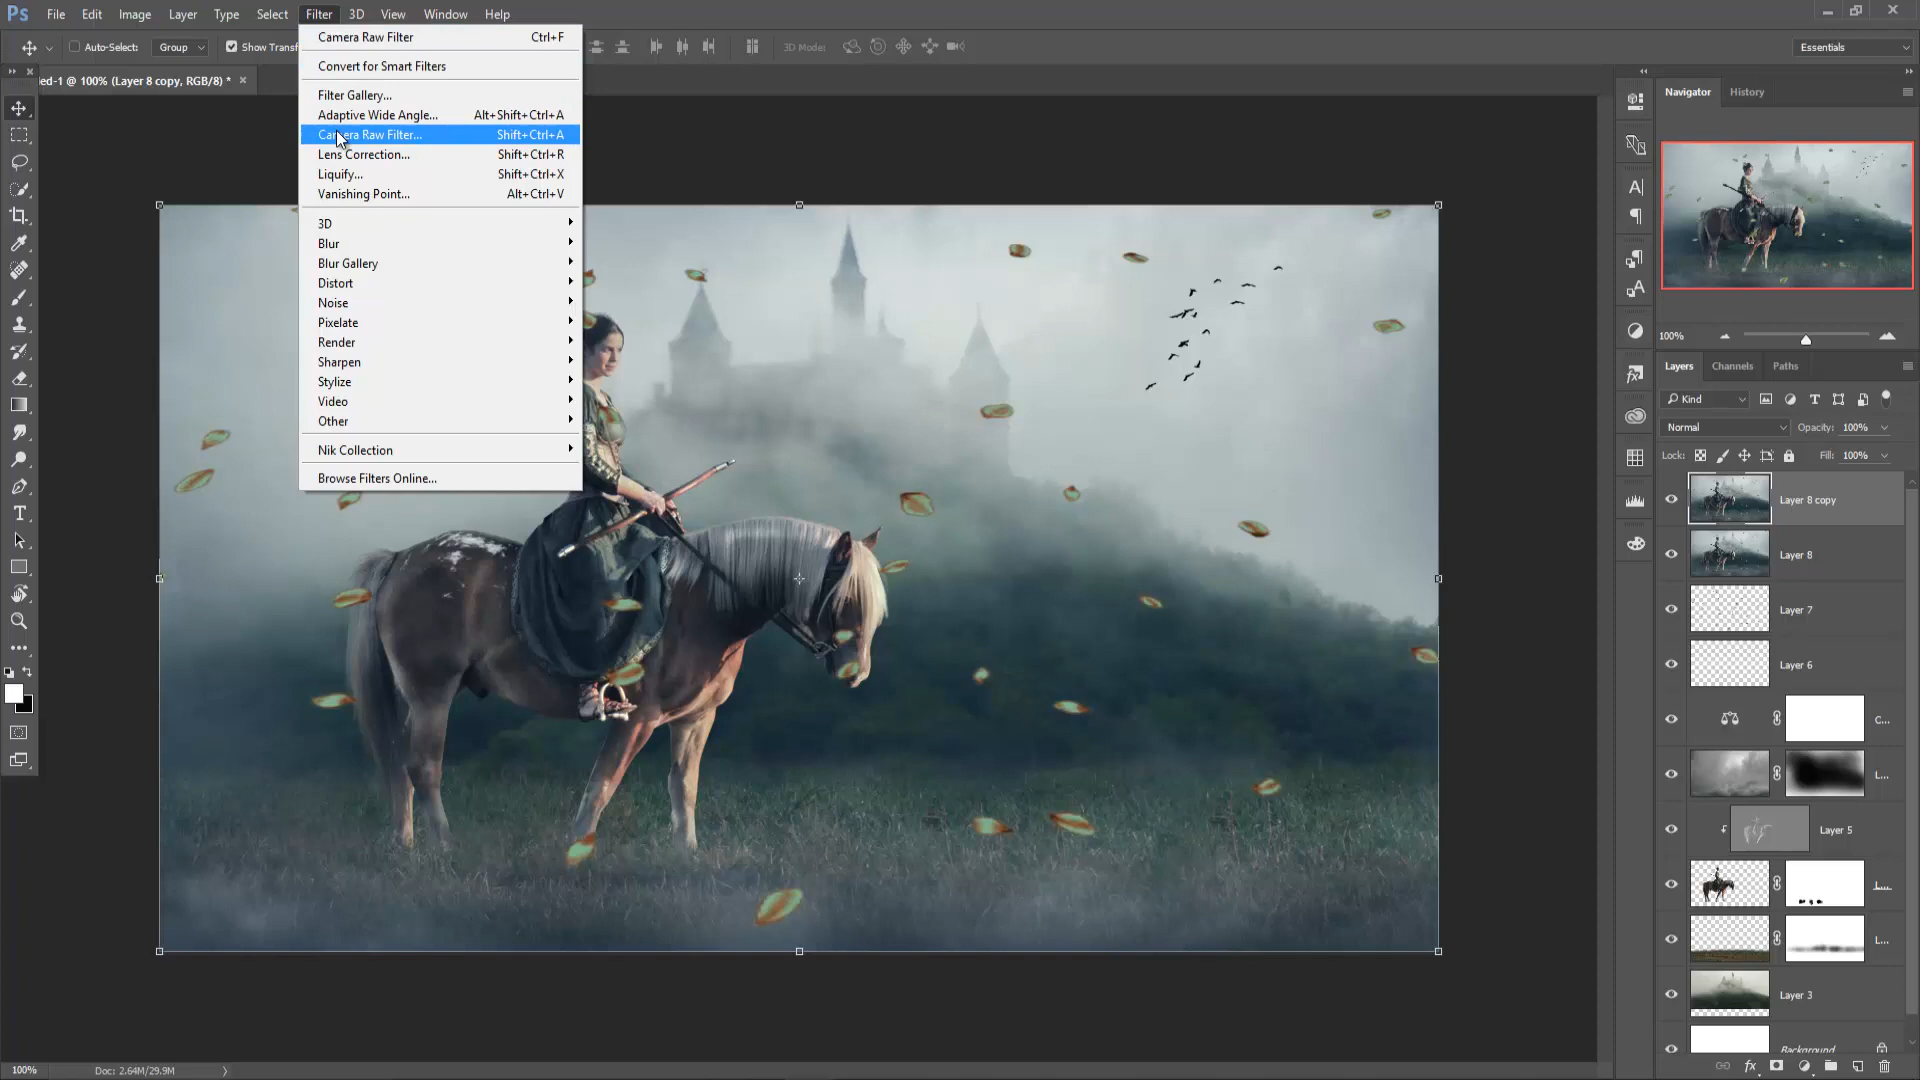 Ps File Edit Image Layer Type Select Filter 3D View Window Help
Auto-Select: Group Show Transf 3D Mode: Essentials
ed-1 @ 100% (Layer 8 copy, RGB/8) *
Camera Raw Filter Ctrl+F
Convert for Smart Filters
Filter Gallery...
Adaptive Wide Angle... Alt+Shift+Ctrl+A
Camera Raw Filter... Shift+Ctrl+A
Lens Correction... Shift+Ctrl+R
Liquify... Shift+Ctrl+X
Vanishing Point... Alt+Ctrl+V
3D
Blur
Blur Gallery
Distort
Noise
Pixelate
Render
Sharpen
Stylize
Video
Other
Nik Collection
Browse Filters Online...
Navigator History
100%
Layers Channels Paths
Kind
Normal Opacity: 100%
Lock: Fill: 100%
Layer 8 copy
Layer 8
Layer 7
Layer 6
C...
L...
Layer 5
L...
L...
Layer 3
Background
100% Doc: 2.64M/29.9M